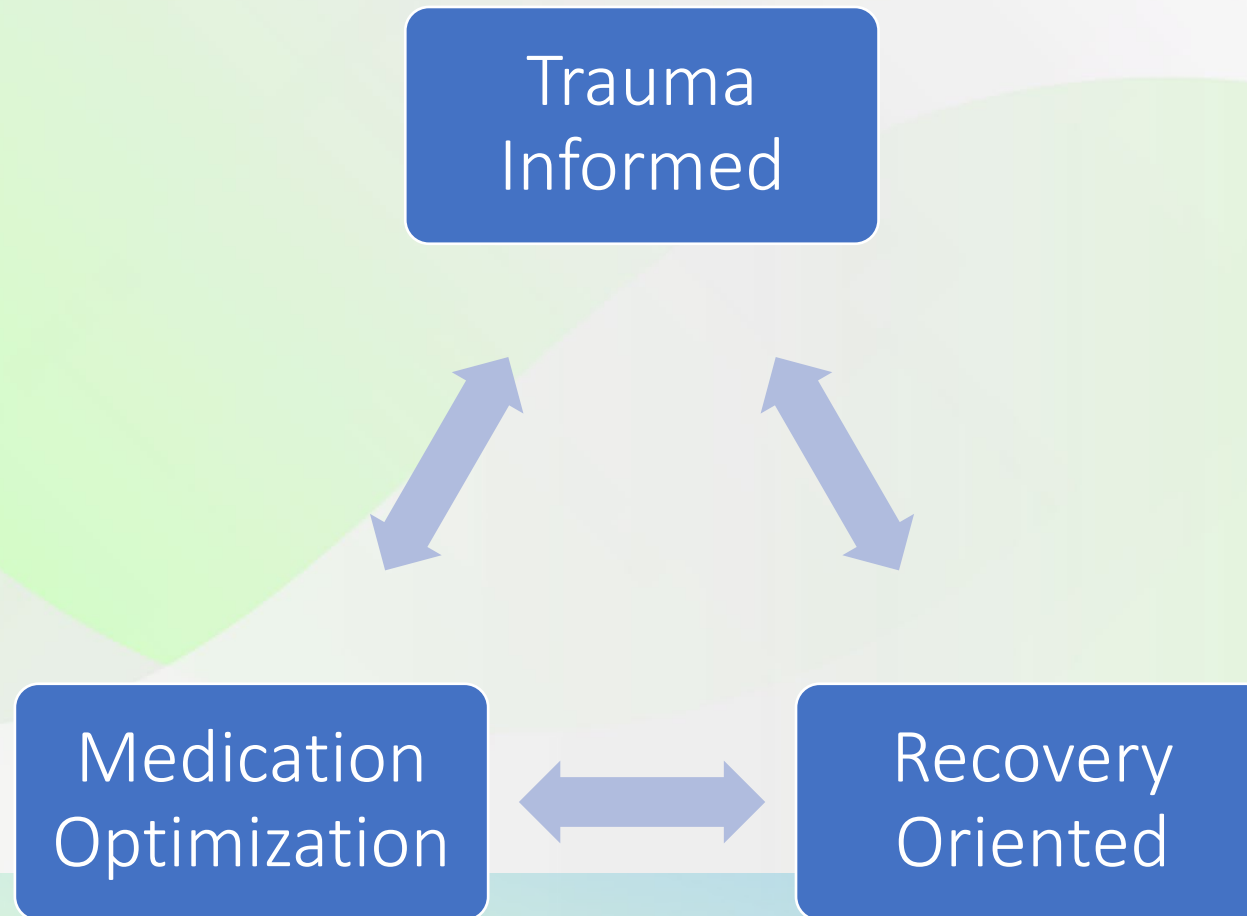 Trauma
Informed
Medication
Optimization
Recovery
Oriented